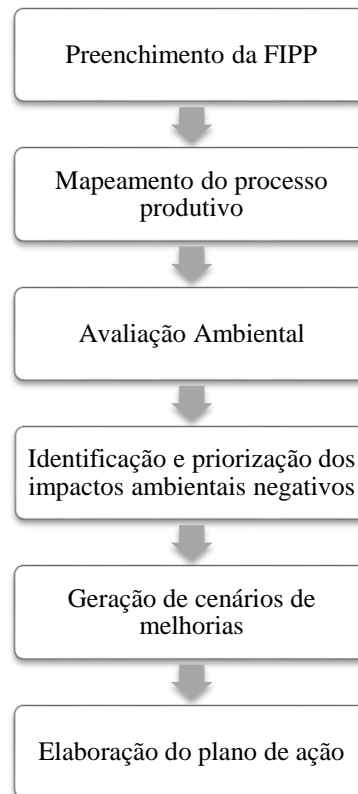 Preenchimento da FIPP
Mapeamento do processo
produtivo
Avaliação Ambiental
Identificação e priorização dos
impactos ambientais negativos
Geração de cenários de
melhorias
Elaboração do plano de ação